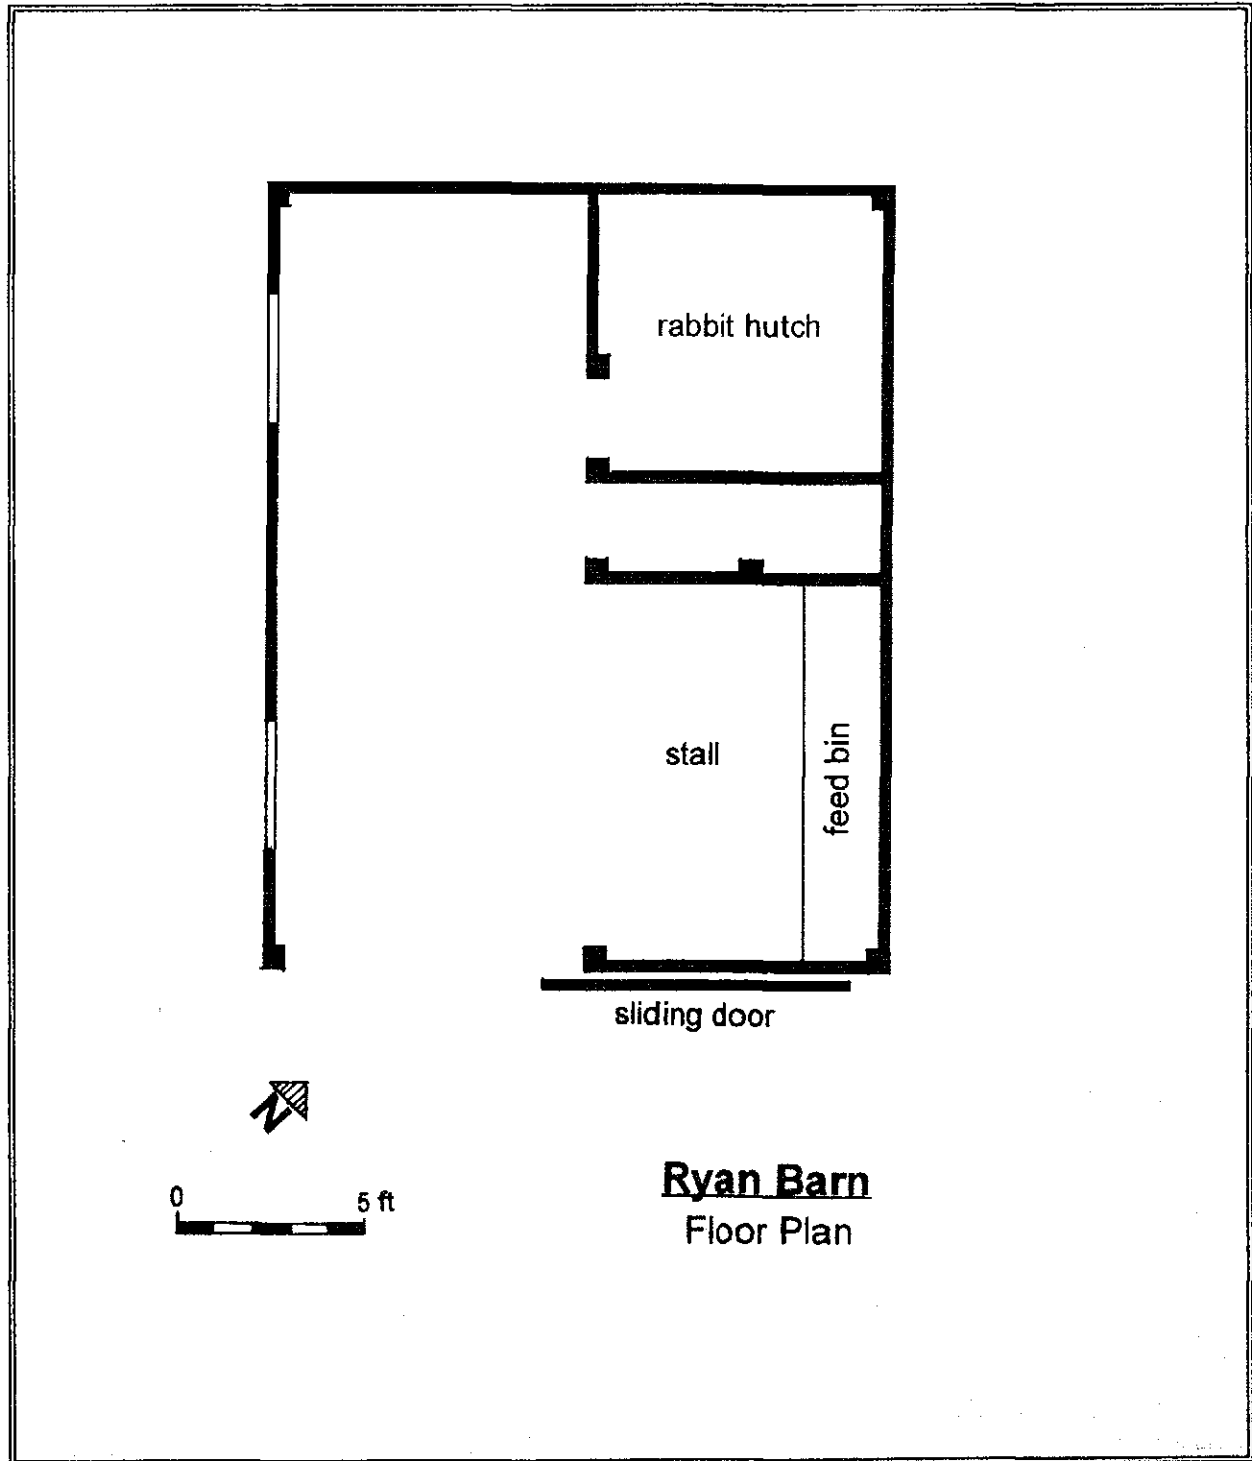 rabbit hutch
stall
feed bin
sliding door
N
0 5 ft
Ryan Barn
Floor Plan